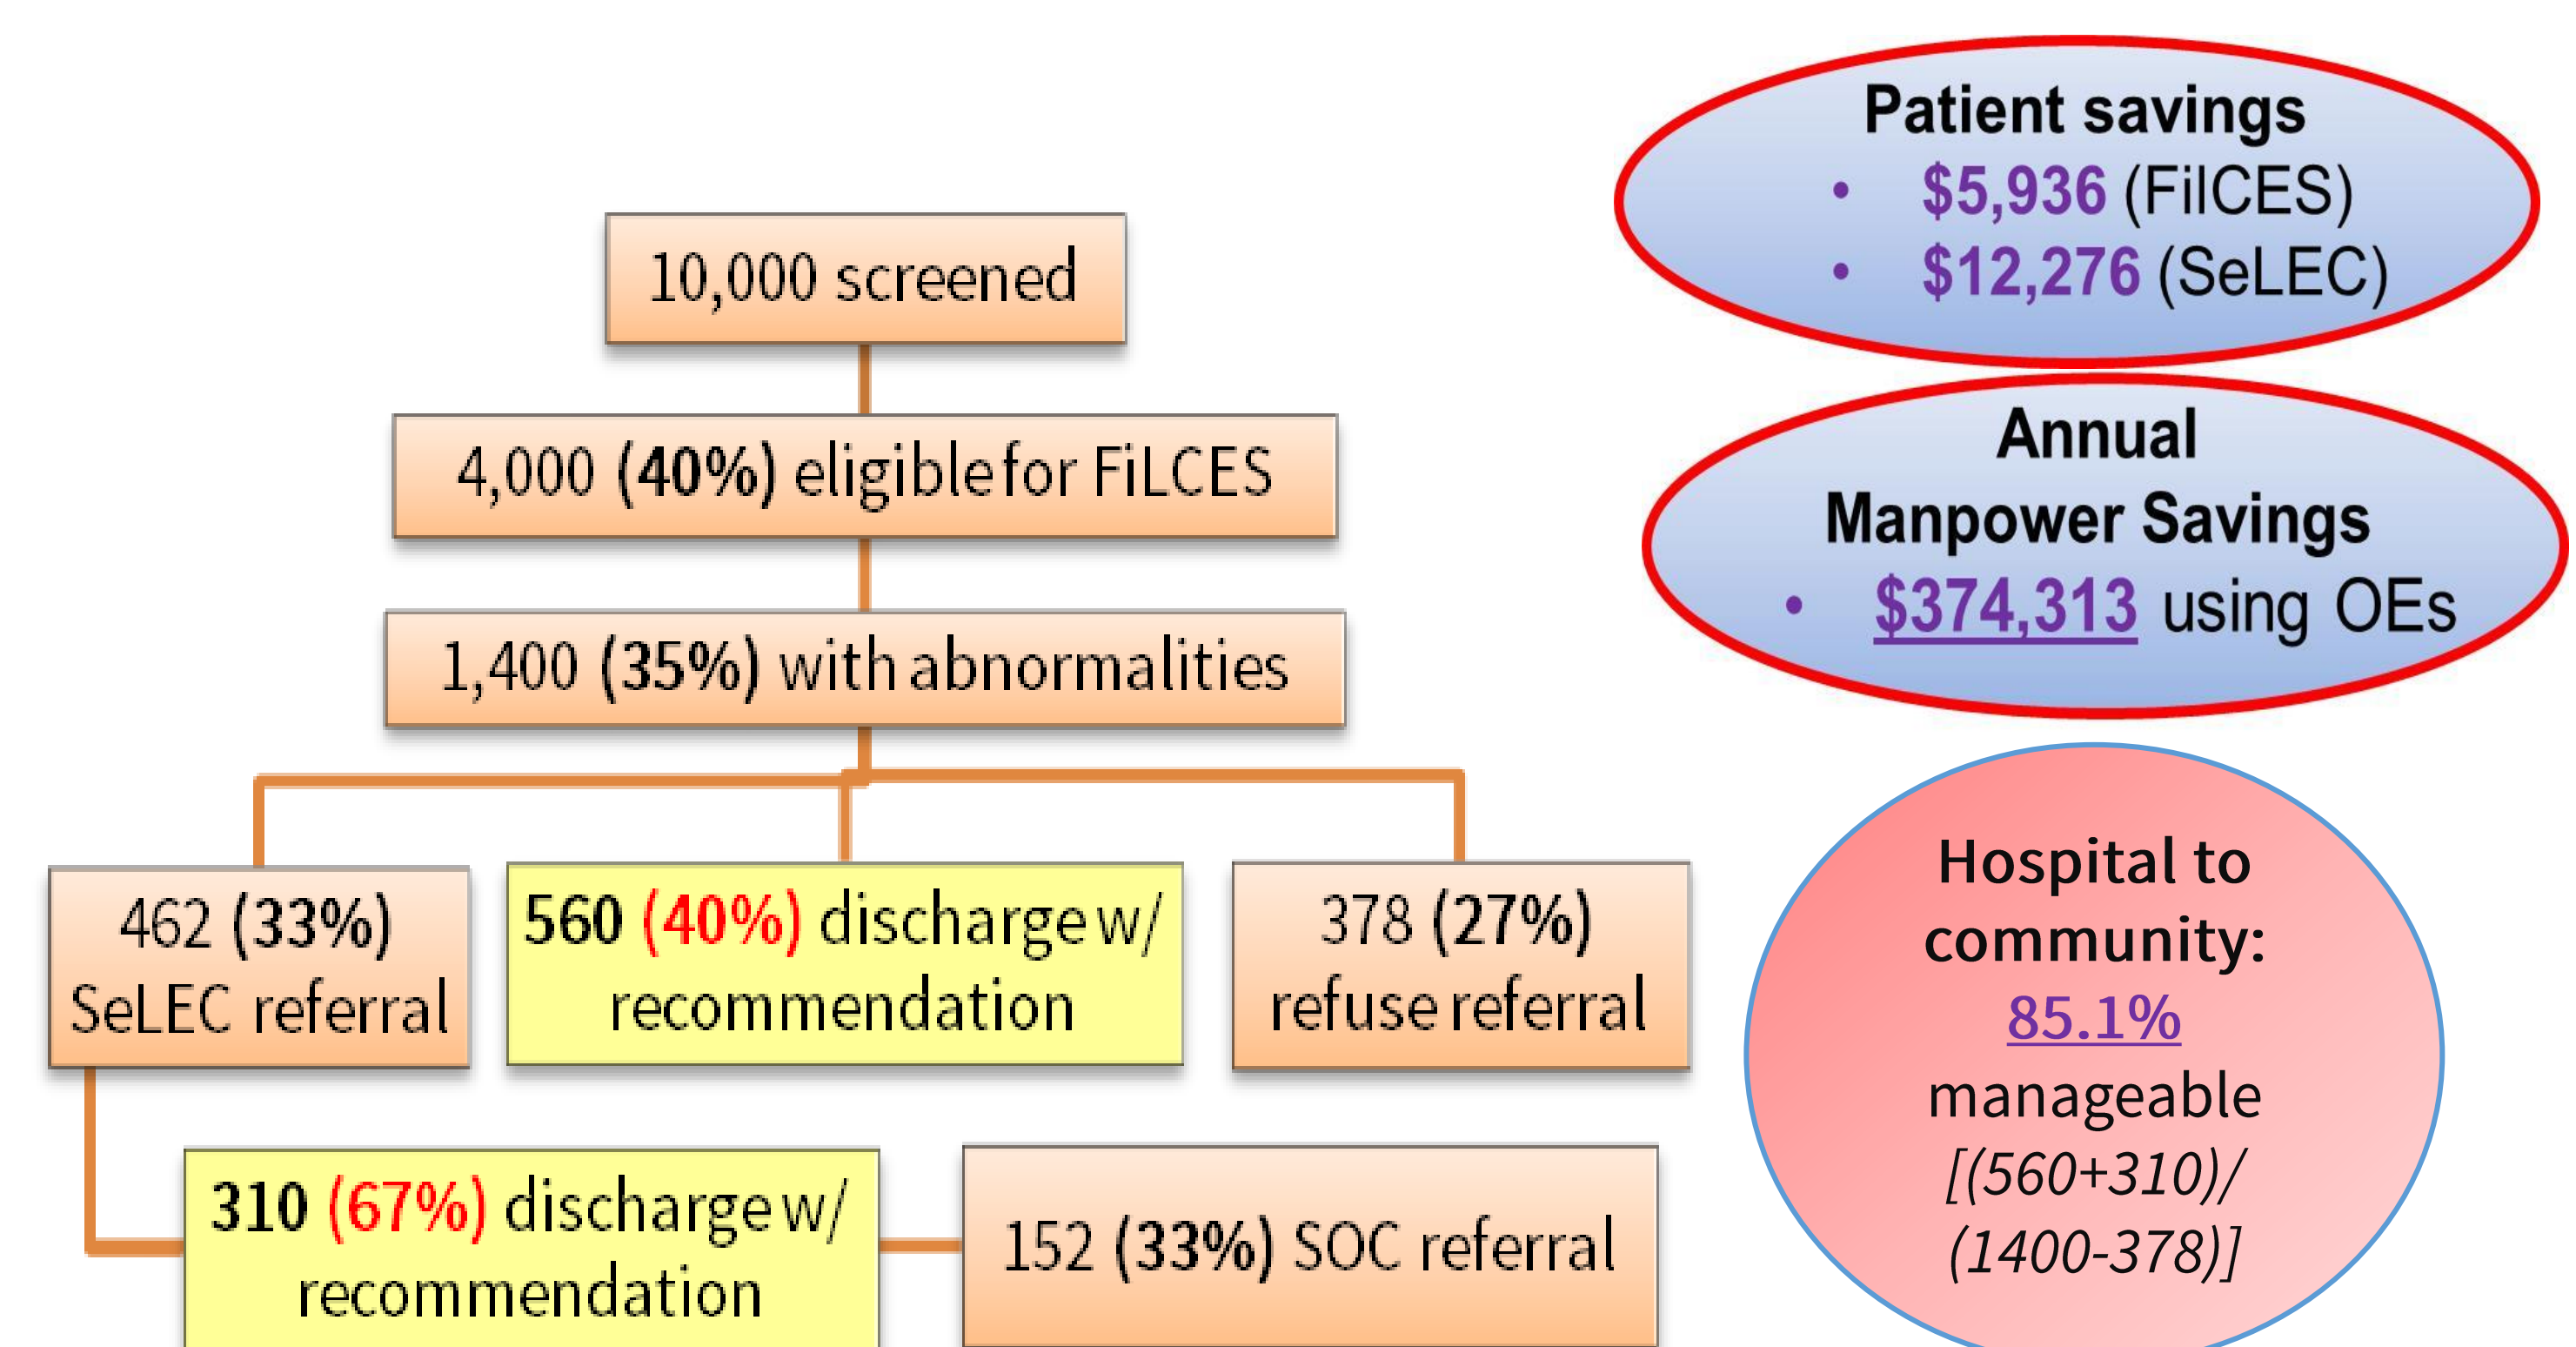 10,000 screened
4,000 (40%) eligible for FiLCES
1,400 (35%) with abnormalities
462 (33%)
SeLEC referral
560 (40%) discharge w/
recommendation
378 (27%)
refuse referral
310 (67%) discharge w/
recommendation
152 (33%) SOC referral
Patient savings
• $5,936 (FilCES)
• $12,276 (SeLEC)
Annual
Manpower Savings
• $374,313 using OEs
Hospital to
community:
85.1%
manageable
[(560+310)/
(1400-378)]